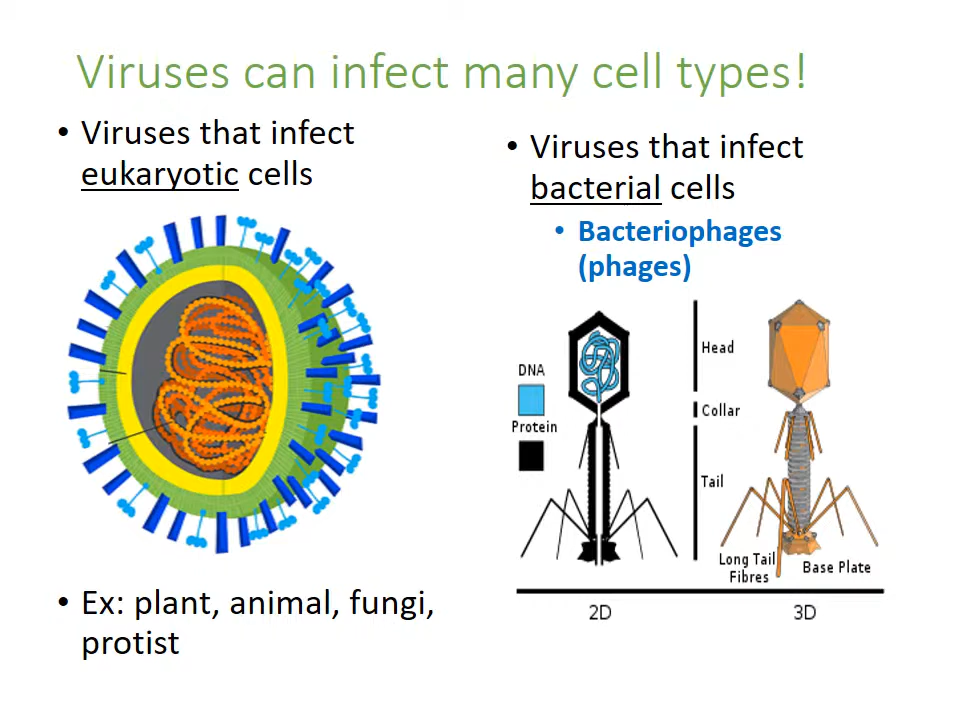 Viruses can infect many cell types!
• Viruses that infect
eukaryotic cells
• Ex: plant, animal, fungi,
protist
• Viruses that infect
bacterial cells
• Bacteriophages
(phages)
DNA
Protein
Head
Collar
Tail
Long Tail
Fibres
Base Plate
2D
3D